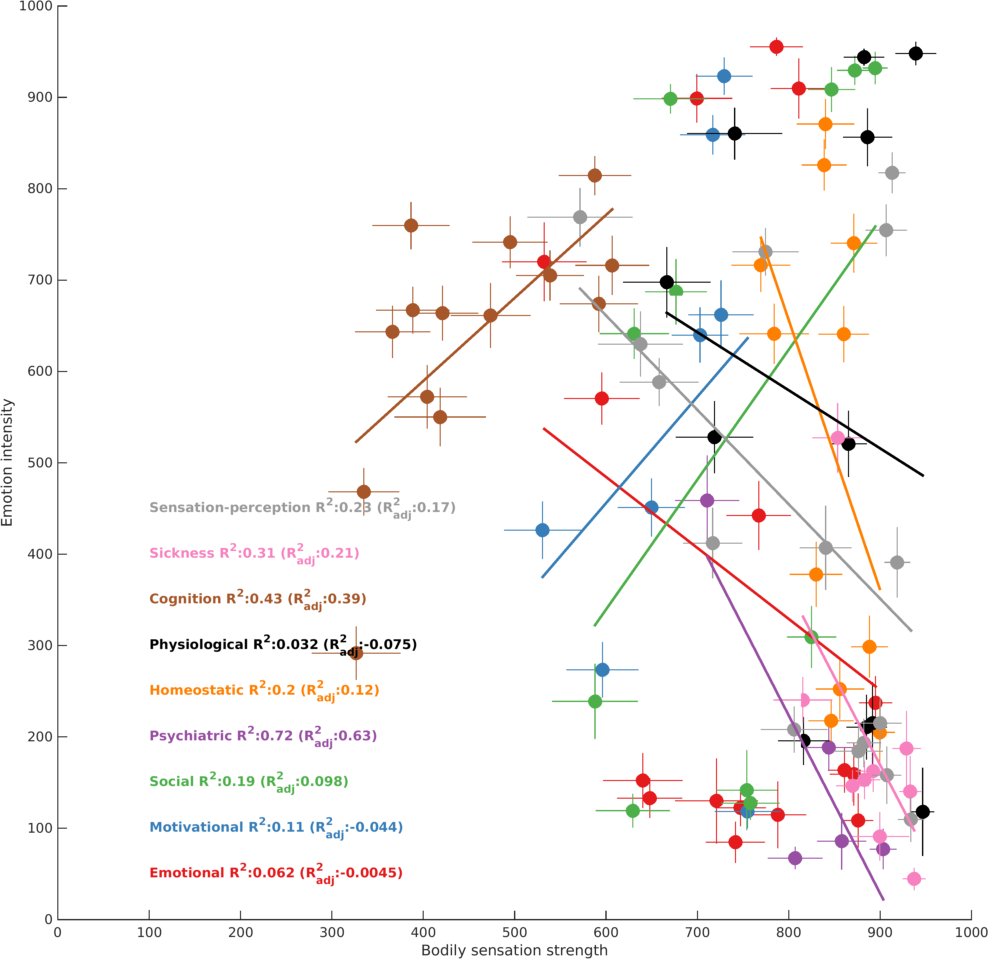 1000
900
800
700
600
500
400
300
200
100
0
Emotion intensity
Sensation-perception R²:0.23 (R²adj:0.17)
Sickness R²:0.31 (R²adj:0.21)
Cognition R²:0.43 (R²adj:0.39)
Physiological R²:0.032 (R²adj:-0.075)
Homeostatic R²:0.2 (R²adj:0.12)
Psychiatric R²:0.72 (R²adj:0.63)
Social R²:0.19 (R²adj:0.098)
Motivational R²:0.11 (R²adj:-0.044)
Emotional R²:0.062 (R²adj:-0.0045)
0 100 200 300 400 500 600 700 800 900 1000
Bodily sensation strength